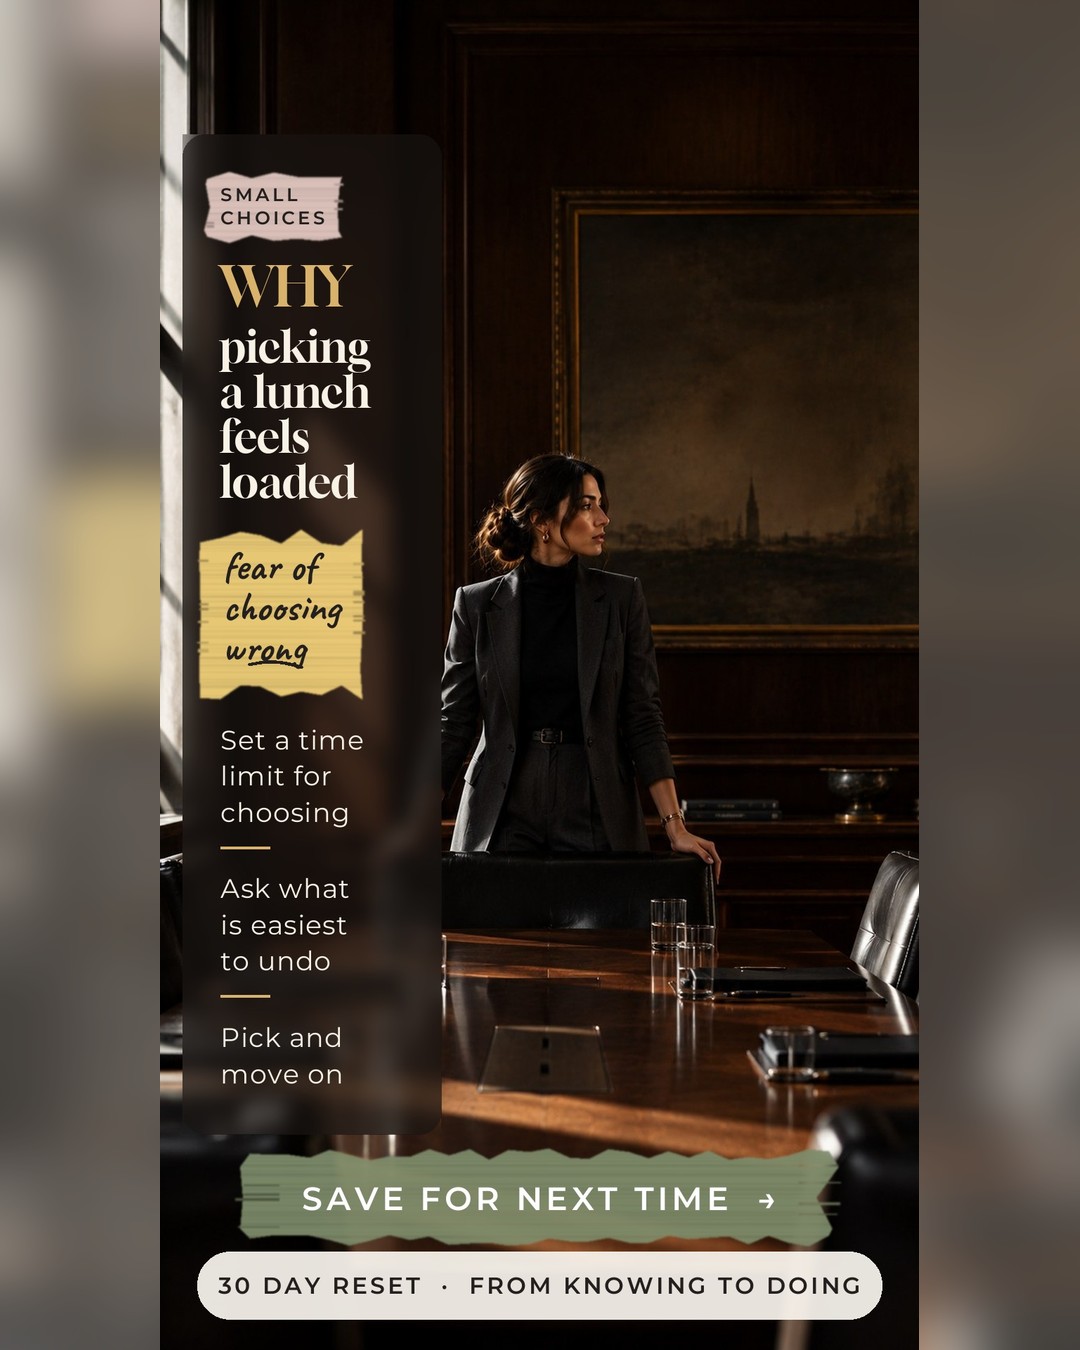 SMALL
CHOICES
WHY
picking
a lunch
feels
loaded
fear of
choosing
wrong
Set a time
limit for
choosing
Ask what
is easiest
to undo
Pick and
move on
SAVE FOR NEXT TIME →
30 DAY RESET · FROM KNOWING TO DOING